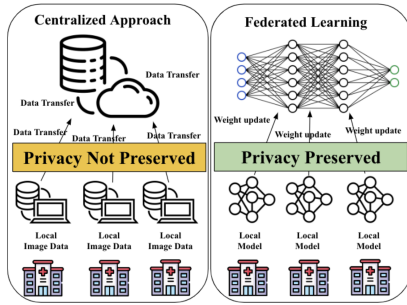 Centralized Approach
Data Transfer
Data Transfer
Data Transfer
Data Transfer
Data Transfer
Privacy Not Preserved
Local
Image Data
Local
Image Data
Local
Image Data
Federated Learning
Weight update
Weight update
Weight update
Privacy Preserved
Local
Model
Local
Model
Local
Model